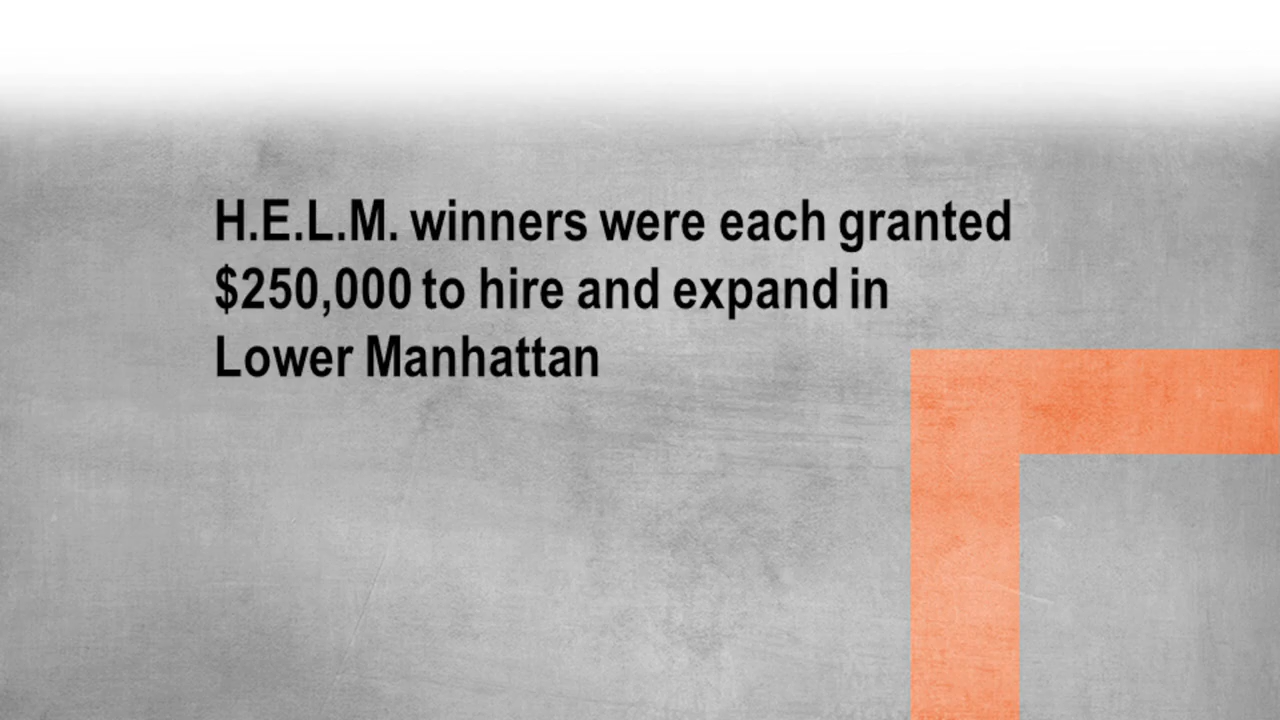 H.E.L.M. winners were each granted
$250,000 to hire and expand in
Lower Manhattan